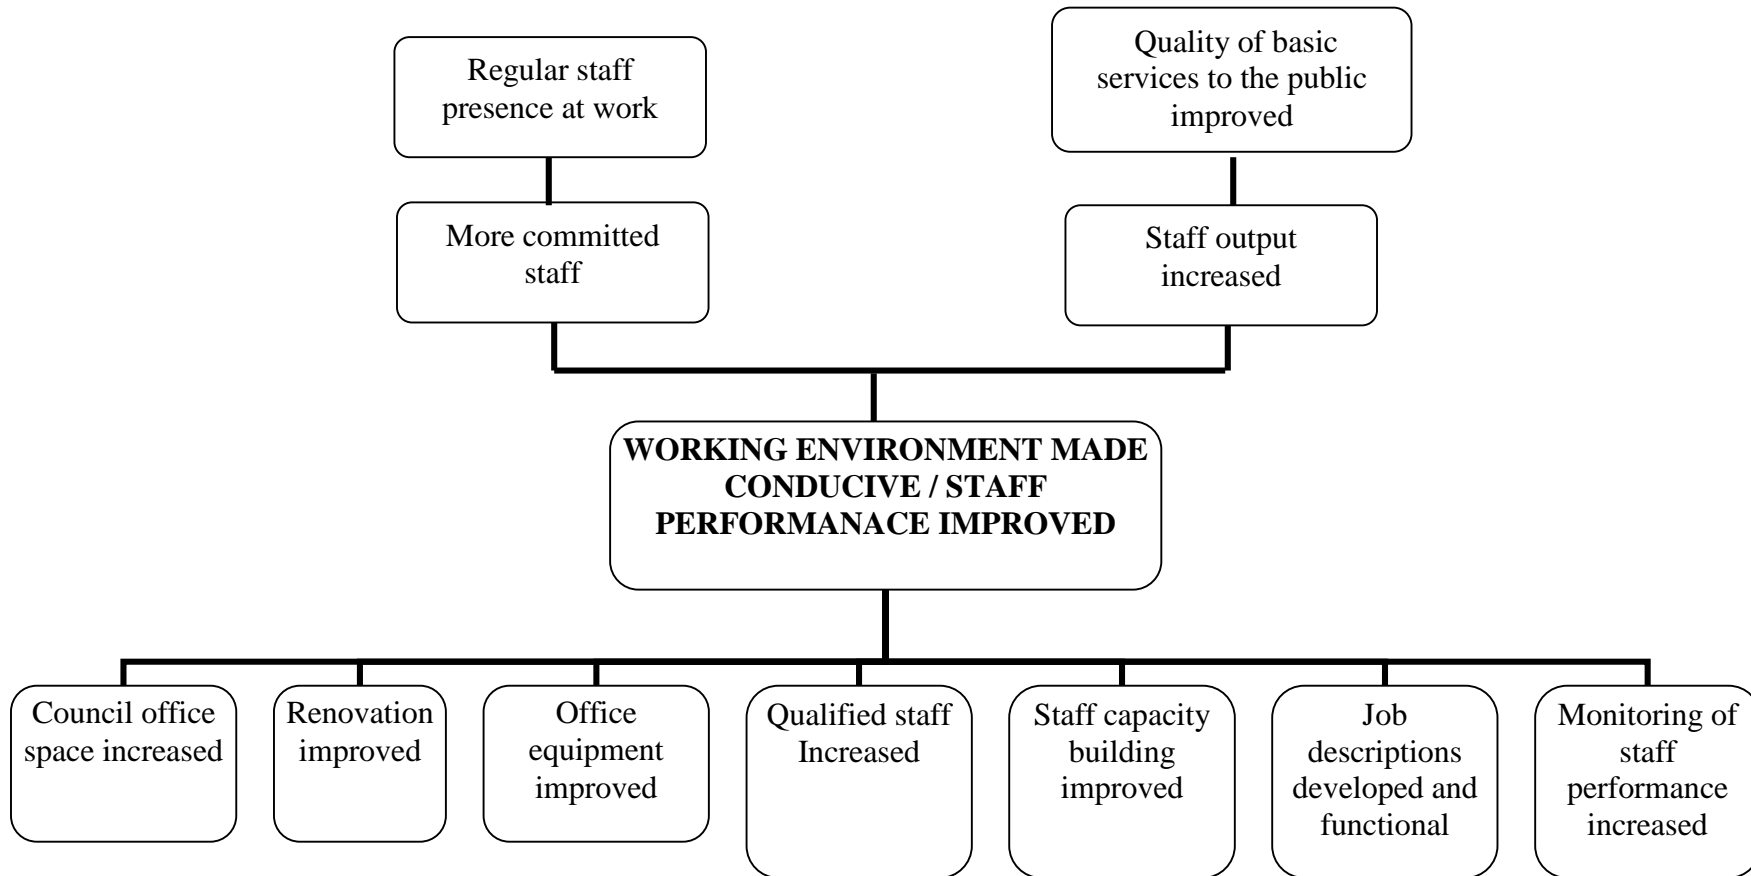 Regular staff
presence at work
Quality of basic
services to the public
improved
More committed
staff
Staff output
increased
WORKING ENVIRONMENT MADE
CONDUCIVE / STAFF
PERFORMANACE IMPROVED
Council office
space increased
Renovation
improved
Office
equipment
improved
Qualified staff
Increased
Staff capacity
building
improved
Job
descriptions
developed and
functional
Monitoring of
staff
performance
increased